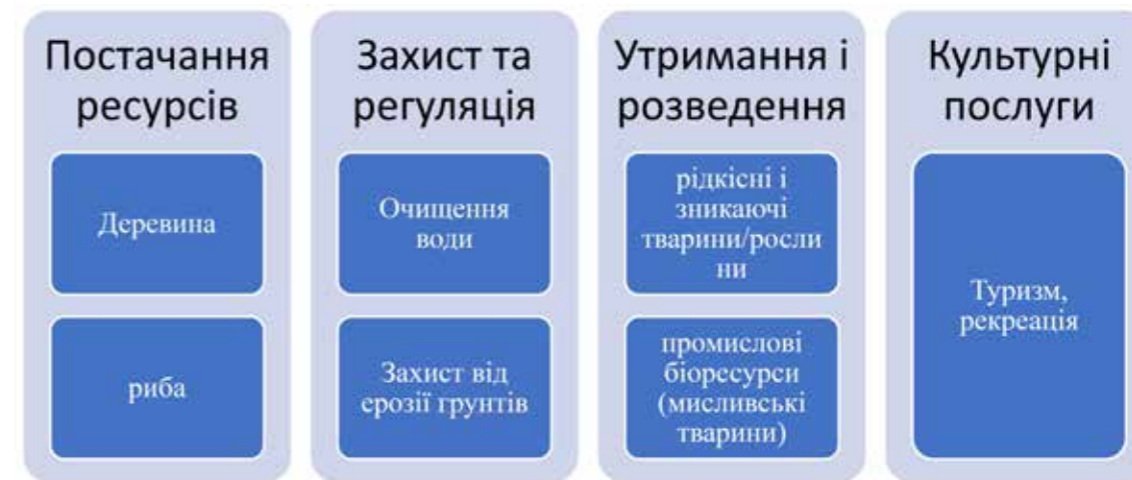 Постачання
ресурсів
Деревина
риба
Захист та
регуляція
Очищення
води
Захист від
ерозії грунтів
Утримання і
розведення
рідкісні і
зникаючі
тварини/росли
ни
промислові
біоресурси
(мисливські
тварини)
Культурні
послуги
Туризм,
рекреація